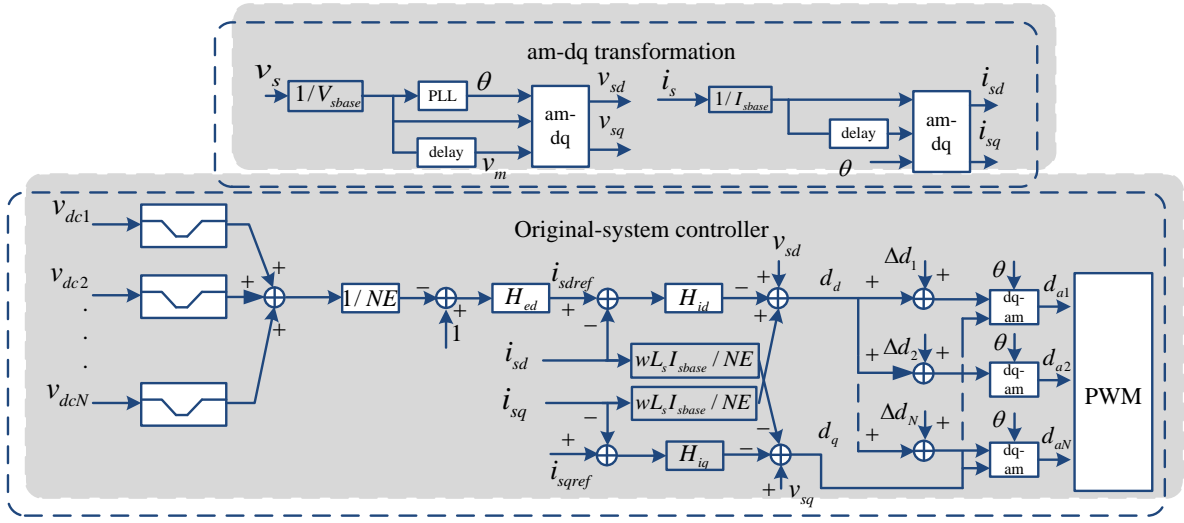 am-dq transformation
v_s
1/V_sbase
PLL
θ
delay
v_m
am-dq
v_sd
v_sq
i_s
1/I_sbase
delay
θ
am-dq
i_sd
i_sq
Original-system controller
v_dc1
v_dc2
.
.
.
v_dcN
+
+
+
1/NE
−
+
1
H_ed
i_sdref
+
−
H_id
−
+
+
v_sd
d_d
i_sd
wL_s I_sbase / NE
i_sq
wL_s I_sbase / NE
−
+
i_sqref
H_iq
−
−
+
v_sq
d_q
+
Δd_1
+
θ
dq-am
d_a1
+
Δd_2
+
θ
dq-am
d_a2
+
Δd_N
+
θ
dq-am
d_aN
PWM